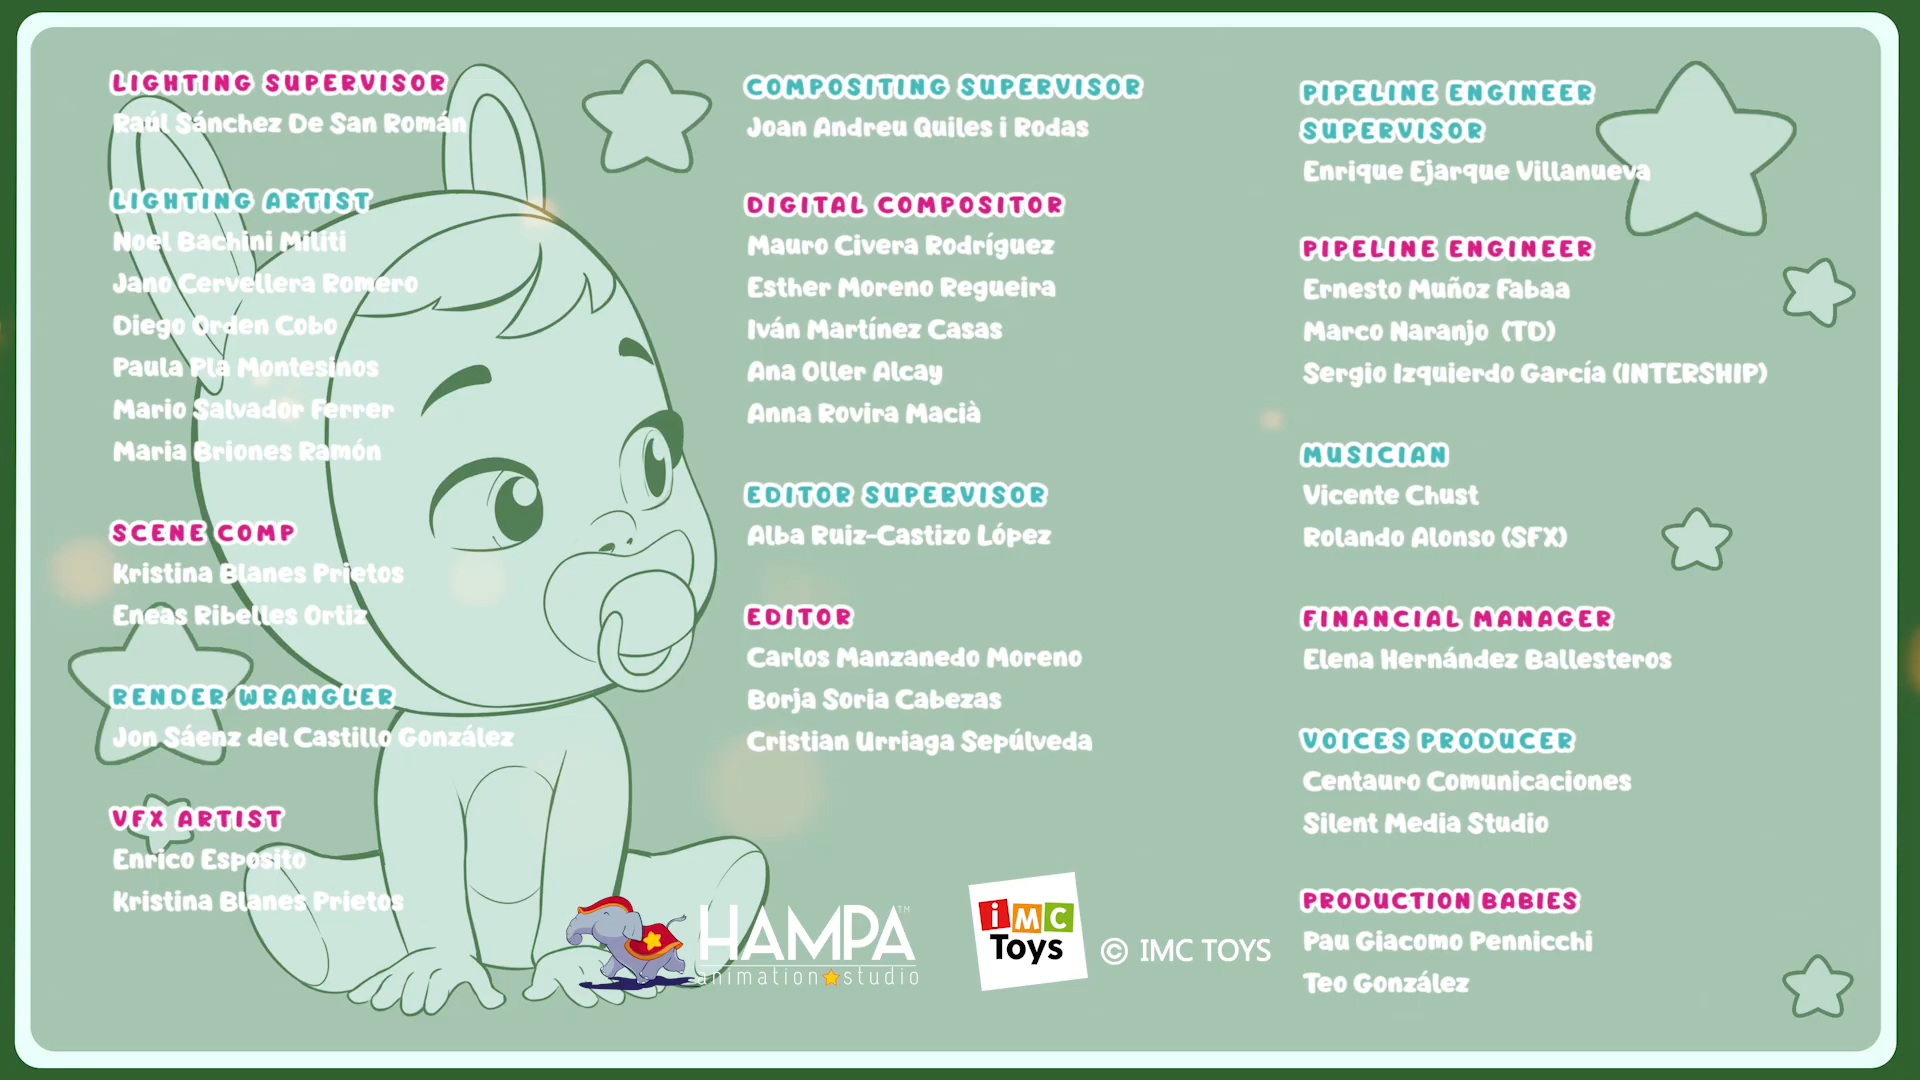 LIGHTING SUPERVISOR
Raúl Sánchez De San Román
LIGHTING ARTIST
Noel Bachini Militi
Jano Cervellera Romero
Diego Orden Cobo
Paula Pla Montesinos
Mario Salvador Ferrer
Maria Briones Ramón
SCENE COMP
Kristina Blanes Prietos
Eneas Ribelles Ortiz
RENDER WRANGLER
Jon Sáenz del Castillo González
VFX ARTIST
Enrico Esposito
Kristina Blanes Prietos
COMPOSITING SUPERVISOR
Joan Andreu Quiles i Rodas
DIGITAL COMPOSITOR
Mauro Civera Rodríguez
Esther Moreno Regueira
Iván Martínez Casas
Ana Oller Alcay
Anna Rovira Macià
EDITOR SUPERVISOR
Alba Ruiz-Castizo López
EDITOR
Carlos Manzanedo Moreno
Borja Soria Cabezas
Cristian Urriaga Sepúlveda
HAMPA™
animation studio
iMC
Toys
© IMC TOYS
PIPELINE ENGINEER
SUPERVISOR
Enrique Ejarque Villanueva
PIPELINE ENGINEER
Ernesto Muñoz Fabaa
Marco Naranjo (TD)
Sergio Izquierdo García (INTERSHIP)
MUSICIAN
Vicente Chust
Rolando Alonso (SFX)
FINANCIAL MANAGER
Elena Hernández Ballesteros
VOICES PRODUCER
Centauro Comunicaciones
Silent Media Studio
PRODUCTION BABIES
Pau Giacomo Pennicchi
Teo González